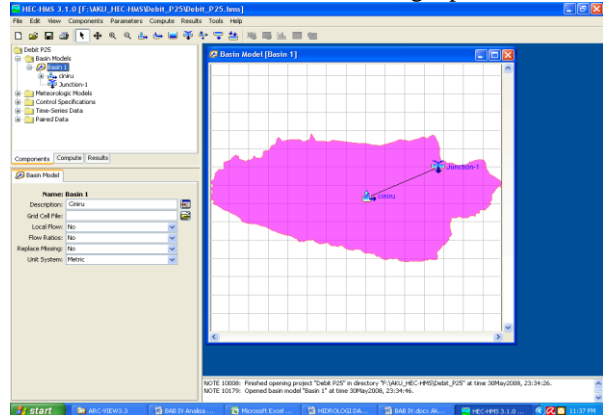 HEC-HMS 3.1.0 [F:\AKU_HEC-HMS\Debit_P25\Debit_P25.hms]
File Edit View Components Parameters Compute Results Tools Help
Debit P25
Basin Models
Basin 1
ciniru
Junction-1
Meteorologic Models
Control Specifications
Time-Series Data
Paired Data
Components Compute Results
Basin Model
Name: Basin 1
Description: Ciniru
Grid Cell File:
Local Flow: No
Flow Ratios: No
Replace Missing: No
Unit System: Metric
Basin Model [Basin 1]
Junction-1
ciniru
NOTE 10008: Finished opening project "Debit P25" in directory "F:\AKU_HEC-HMS\Debit_P25" at time 30May2008, 23:34:26.
NOTE 10179: Opened basin model "Basin 1" at time 30May2008, 23:34:46.
start
ARC-VIEW3.3
BAB IV Analisa ...
Microsoft Excel ...
HIDROLOGI DA...
BAB IV.docx
HEC-HMS 3.1.0 ...
11:37 PM